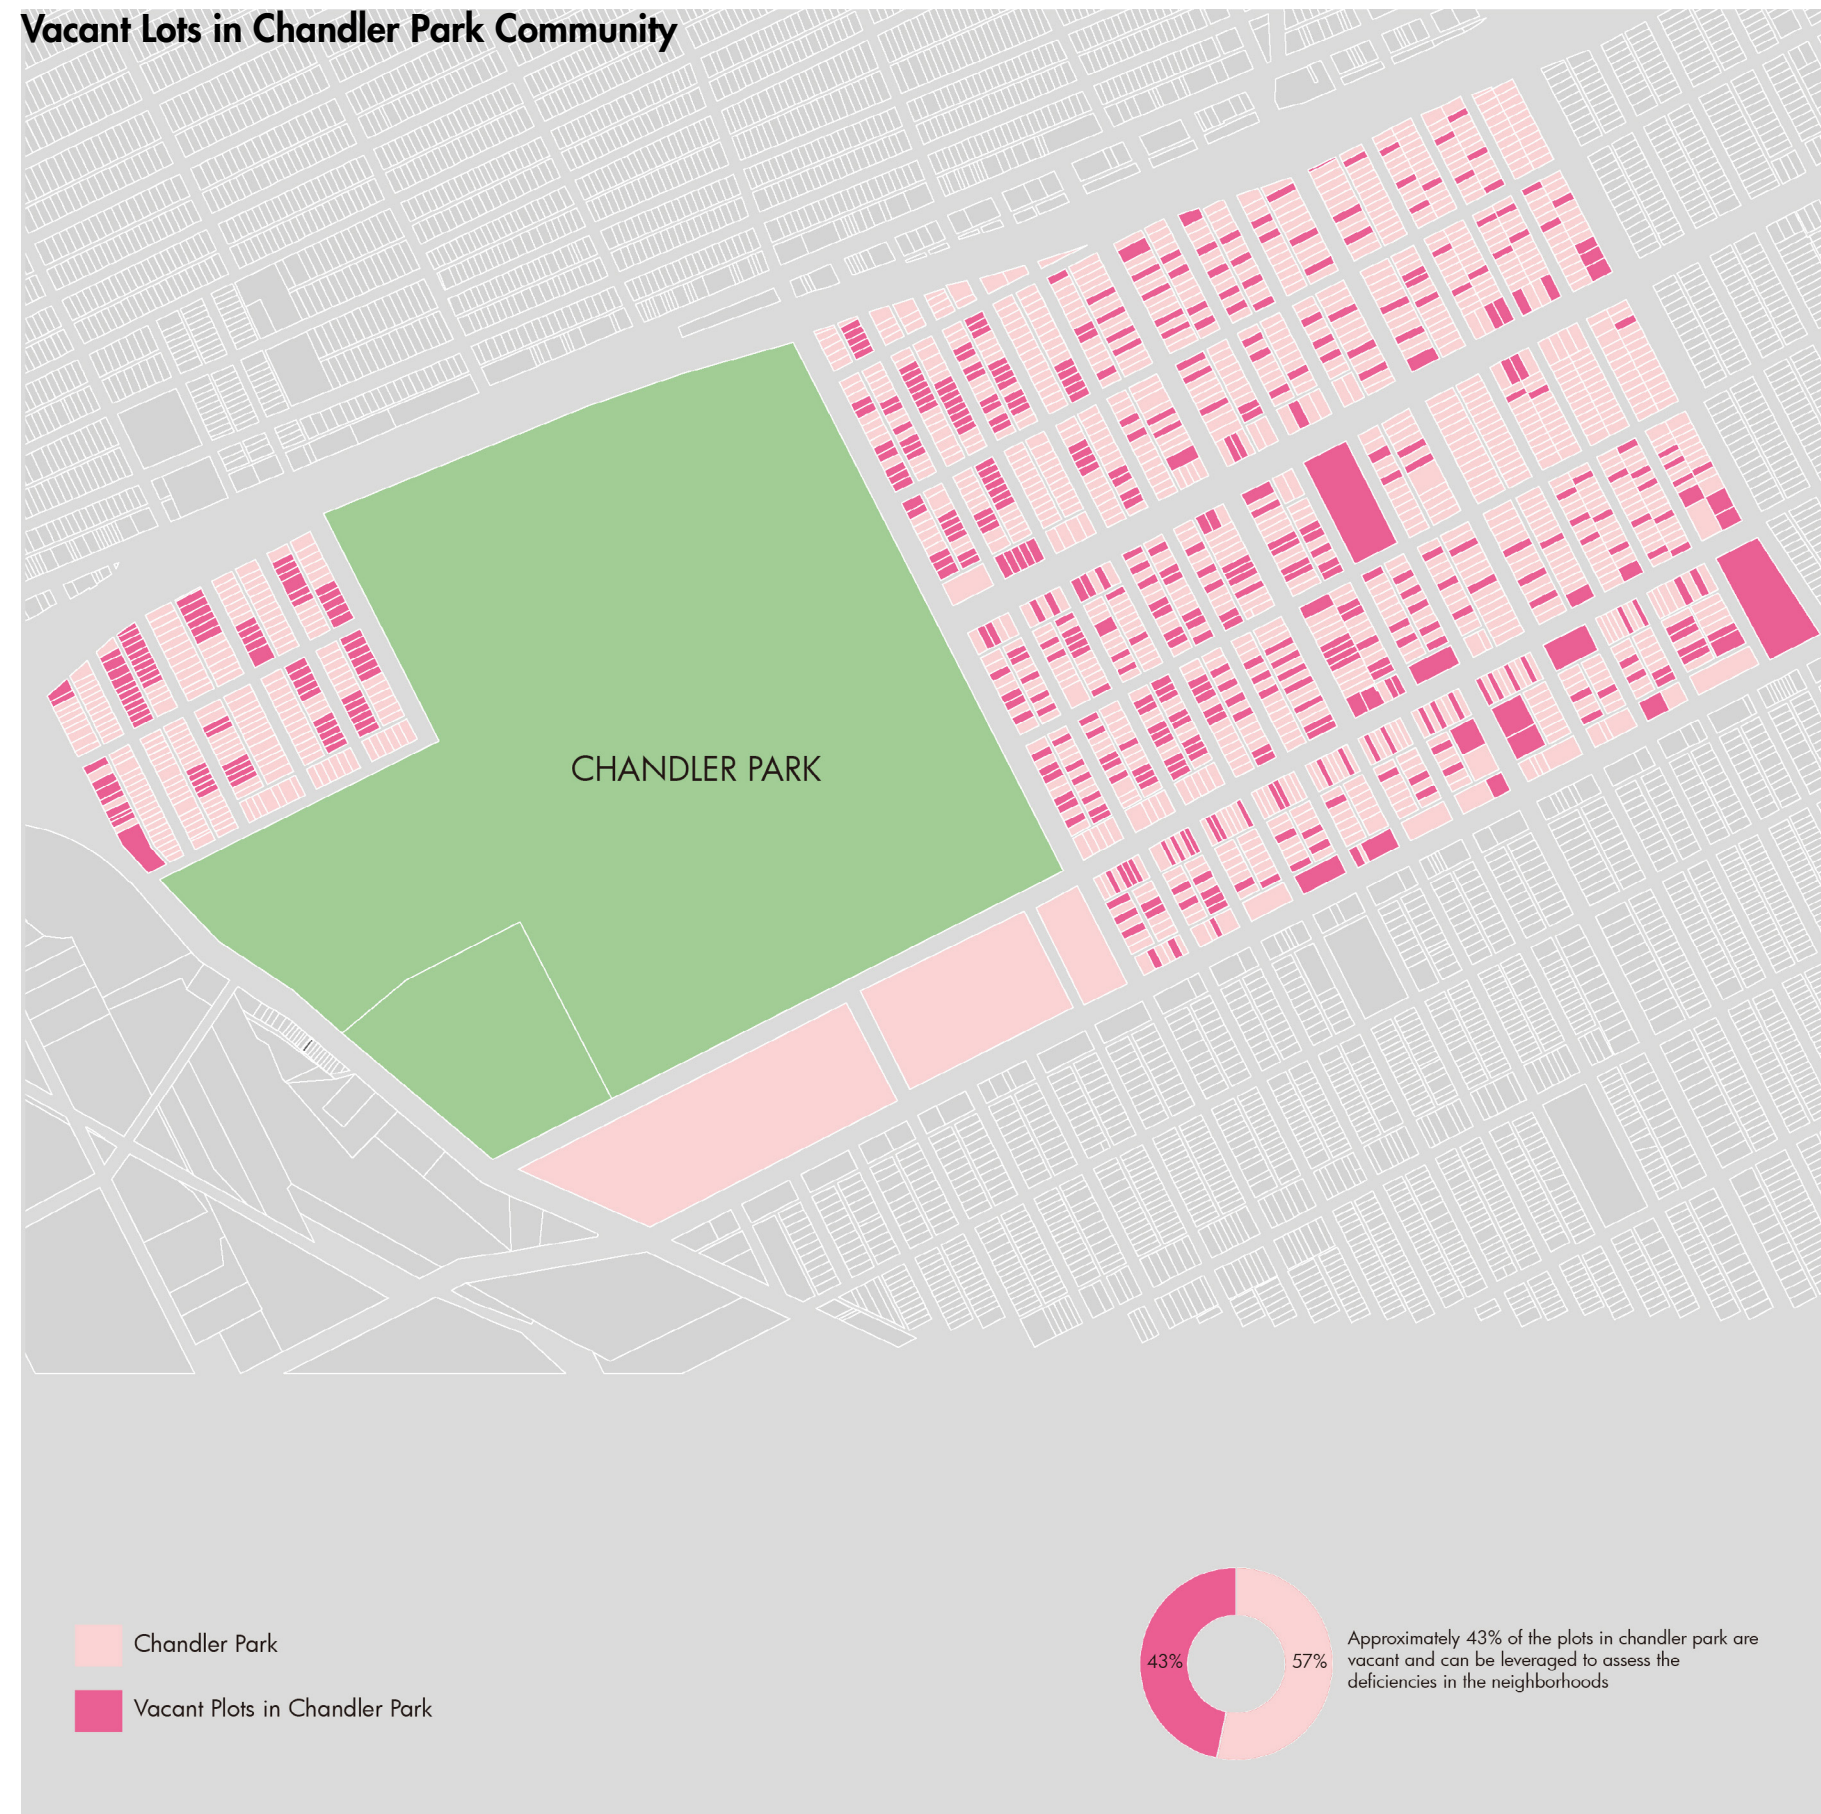 Vacant Lots in Chandler Park Community
CHANDLER PARK
Chandler Park
Vacant Plots in Chandler Park
43%
57%
Approximately 43% of the plots in chandler park are
vacant and can be leveraged to assess the
deficiencies in the neighborhoods